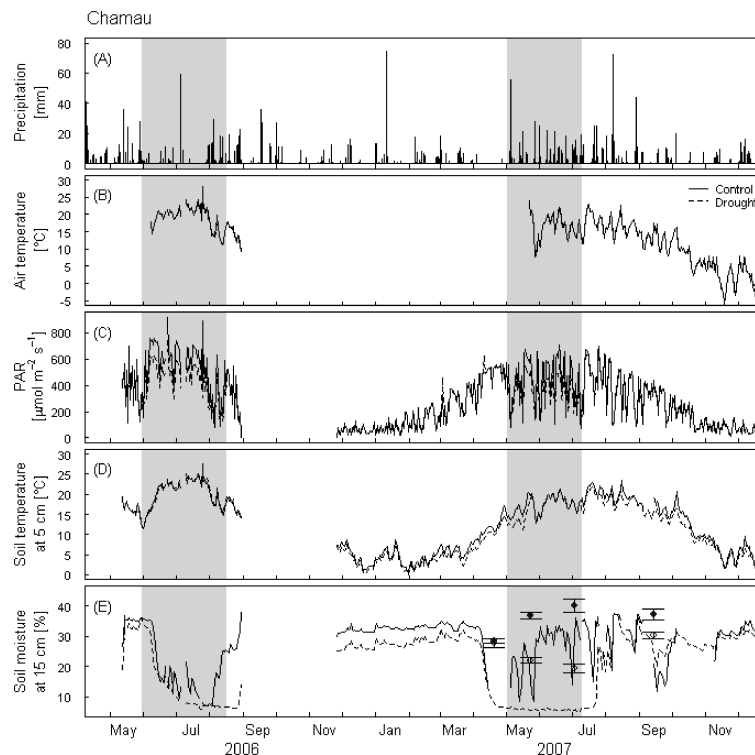 Chamau
(A)
Precipitation
[mm]
80
60
40
20
0
(B)
Control
Drought
Air temperature
[°C]
30
25
20
15
10
5
0
-5
(C)
PAR
[µmol m⁻² s⁻¹]
800
600
400
200
0
(D)
Soil temperature
at 5 cm [°C]
30
25
20
15
10
5
0
(E)
Soil moisture
at 15 cm [%]
40
30
20
10
May Jul Sep Nov Jan Mar May Jul Sep Nov
2006 2007